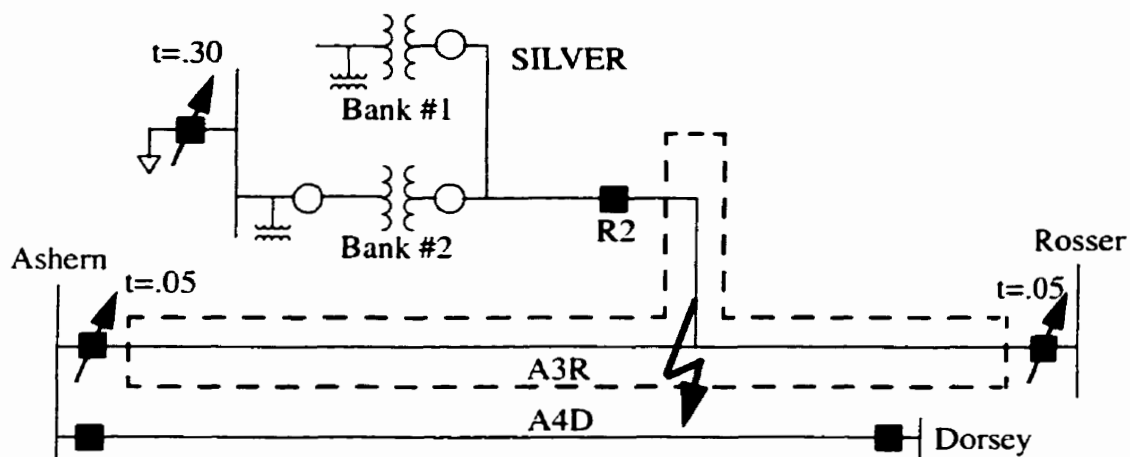 t=.30
SILVER
Bank #1
R2
Bank #2
Ashern
Rosser
t=.05
t=.05
A3R
A4D
Dorsey